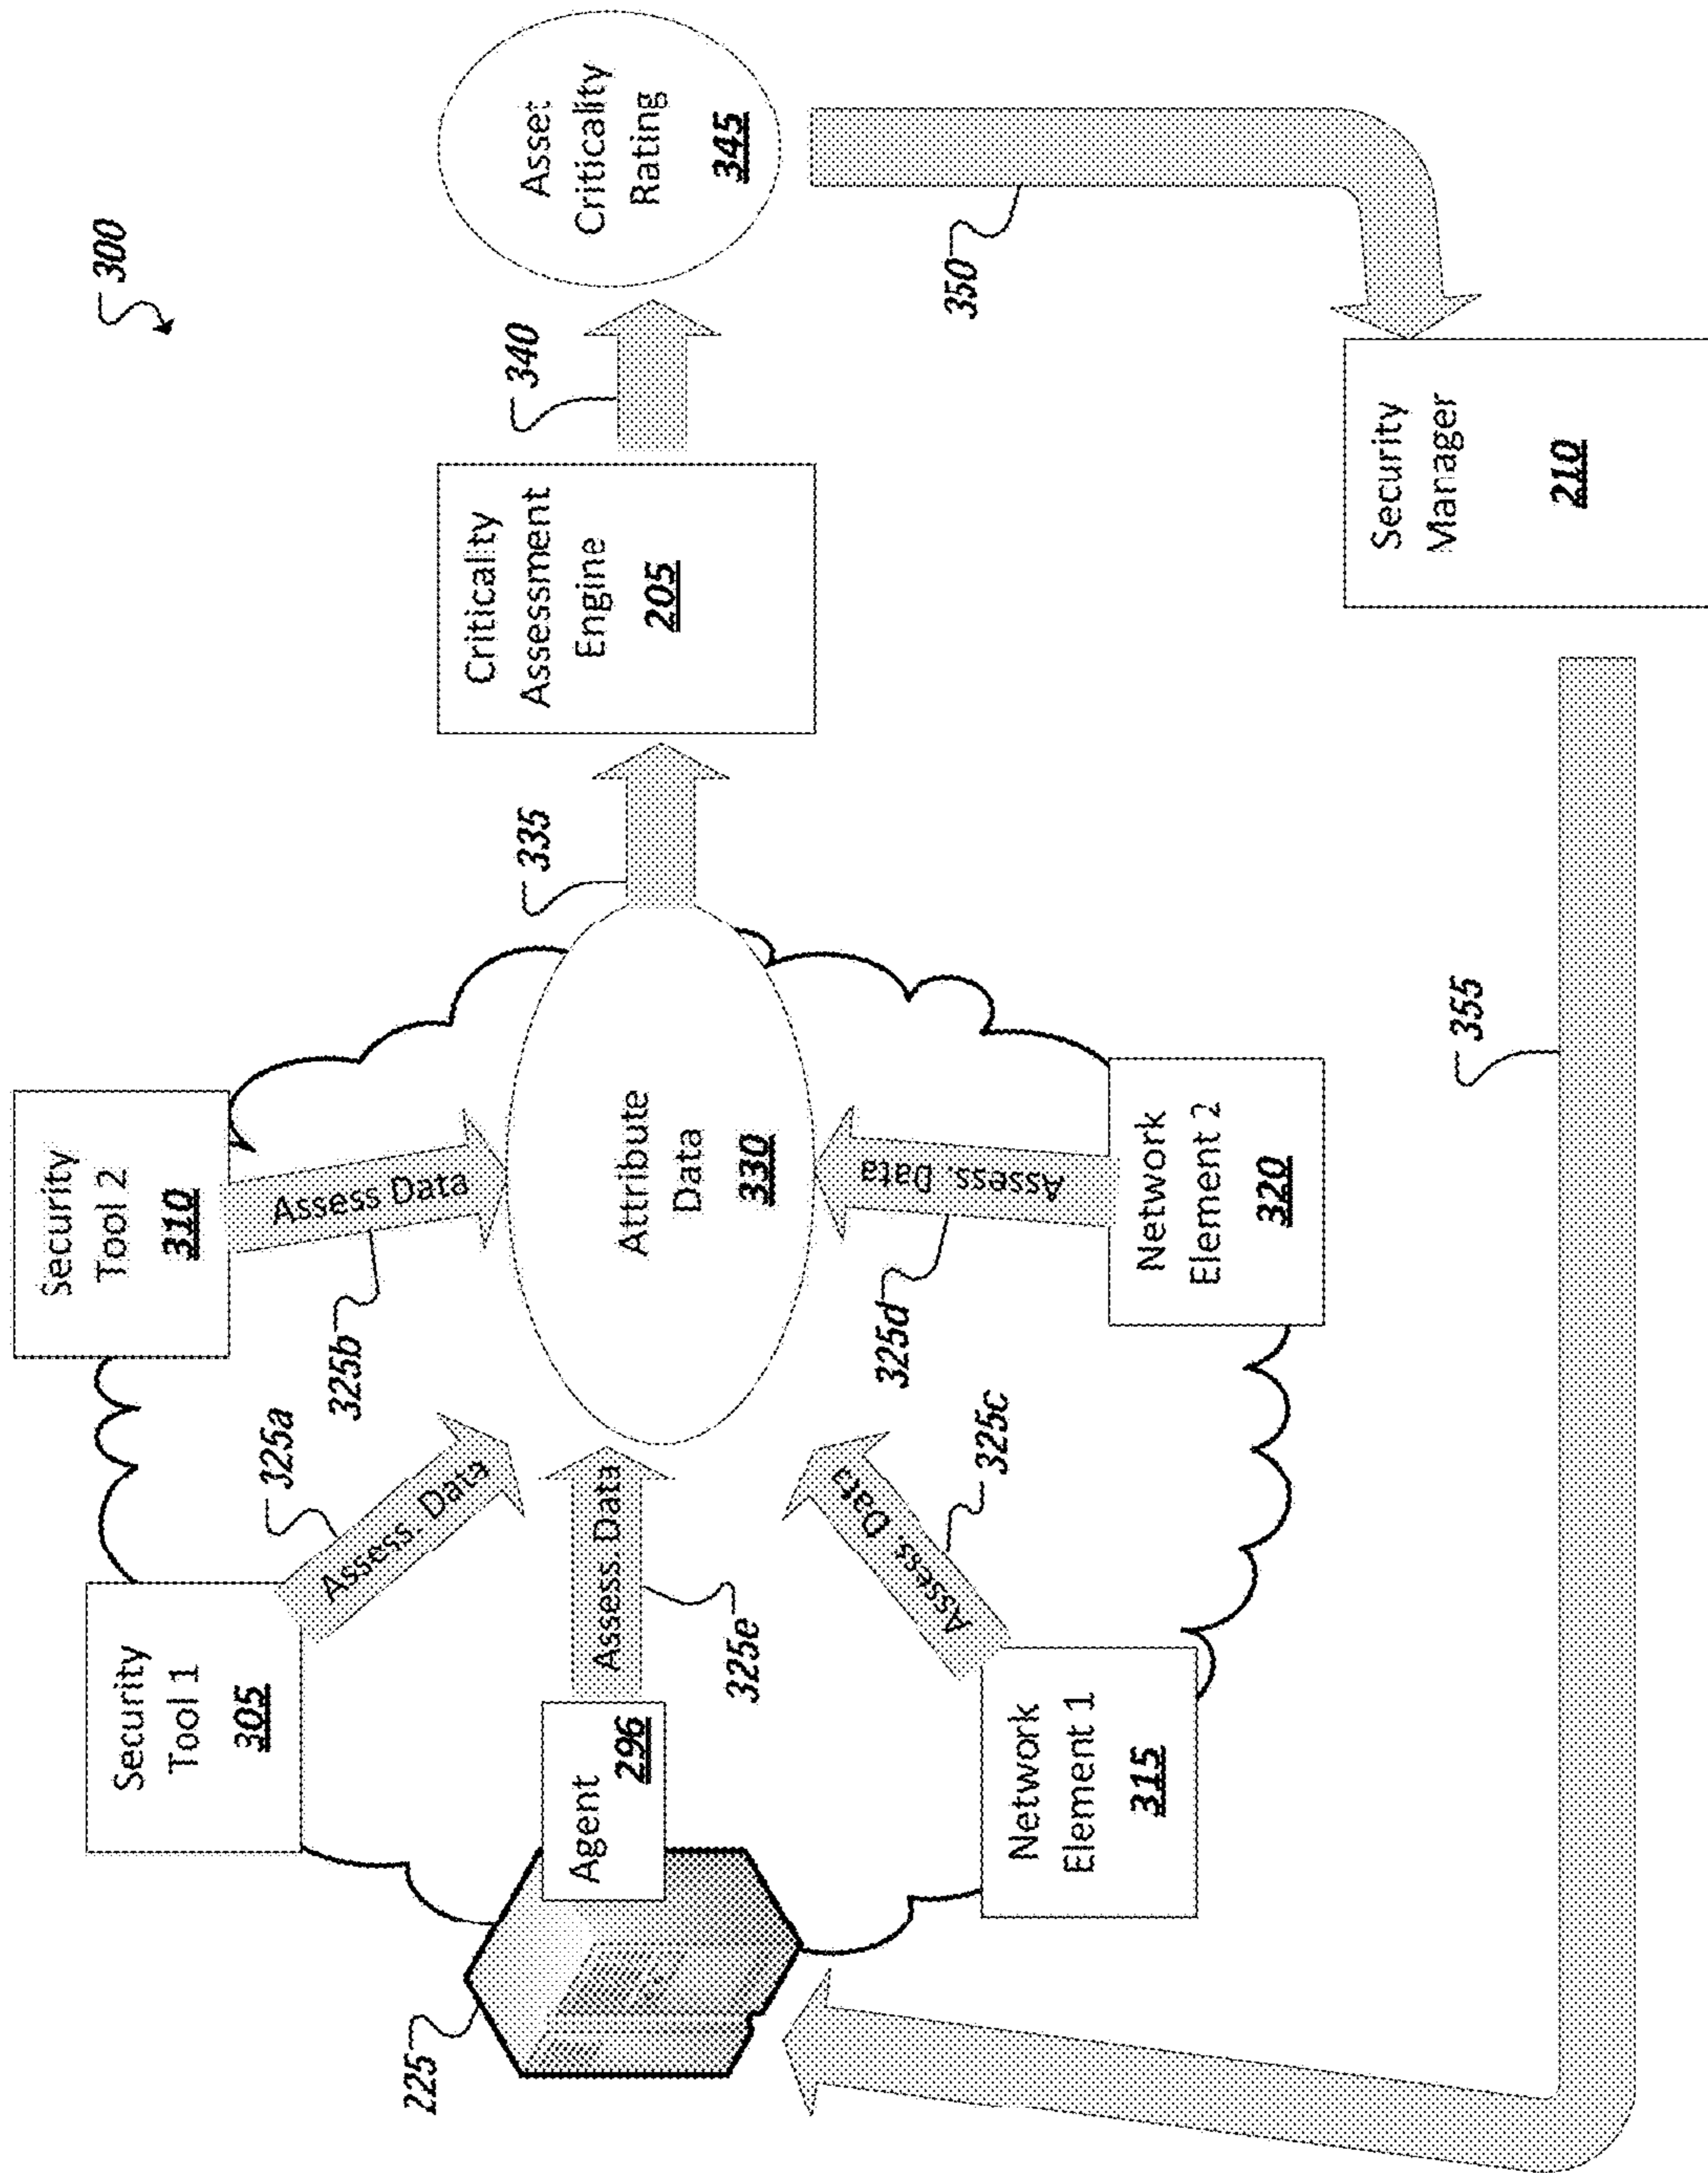 300
Security
Tool 1
305
Security
Tool 2
310
325a
Assess. Data
325b
Assess Data
225
Agent
296
Assess. Data
325e
Attribute
Data
330
335
Criticality
Assessment
Engine
205
340
Asset
Criticality
Rating
345
Network
Element 1
315
Assess. Data
325c
Network
Element 2
320
Assess. Data
325d
350
Security
Manager
210
355